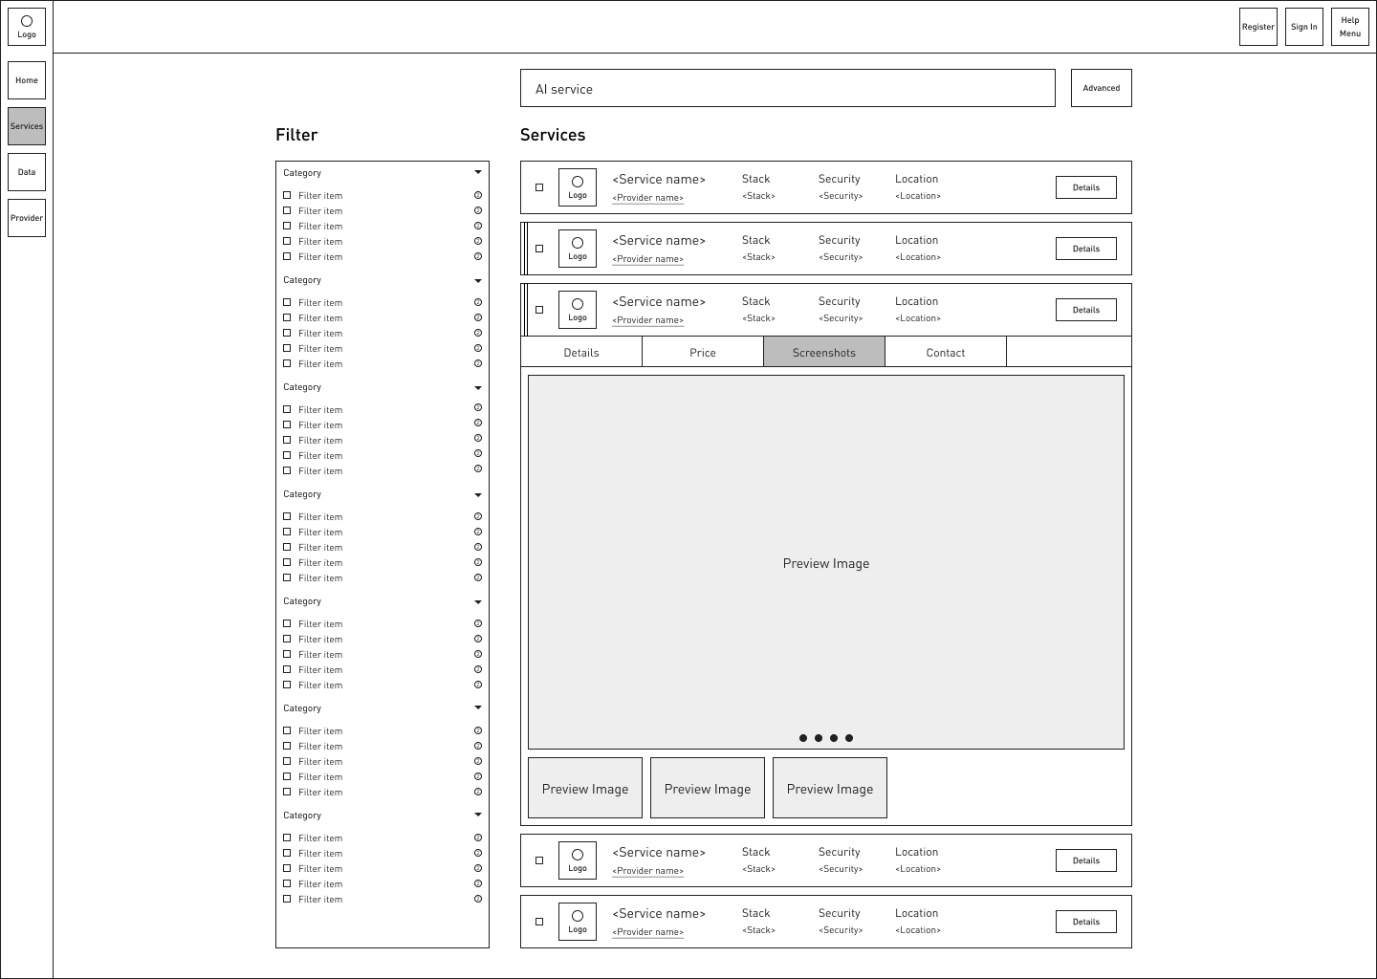 Logo
Register
Sign In
Help
Menu
Home
Services
Data
Provider
AI service
Advanced
Filter
Category
Filter item
Filter item
Filter item
Filter item
Filter item
Category
Filter item
Filter item
Filter item
Filter item
Filter item
Category
Filter item
Filter item
Filter item
Filter item
Filter item
Category
Filter item
Filter item
Filter item
Filter item
Filter item
Category
Filter item
Filter item
Filter item
Filter item
Filter item
Category
Filter item
Filter item
Filter item
Filter item
Filter item
Category
Filter item
Filter item
Filter item
Filter item
Filter item
Services
Logo
<Service name> Stack Security Location
<Provider name> <Stack> <Security> <Location>
Details
Logo
<Service name> Stack Security Location
<Provider name> <Stack> <Security> <Location>
Details
Logo
<Service name> Stack Security Location
<Provider name> <Stack> <Security> <Location>
Details
Details Price Screenshots Contact
Preview Image
Preview Image Preview Image Preview Image
Logo
<Service name> Stack Security Location
<Provider name> <Stack> <Security> <Location>
Details
Logo
<Service name> Stack Security Location
<Provider name> <Stack> <Security> <Location>
Details